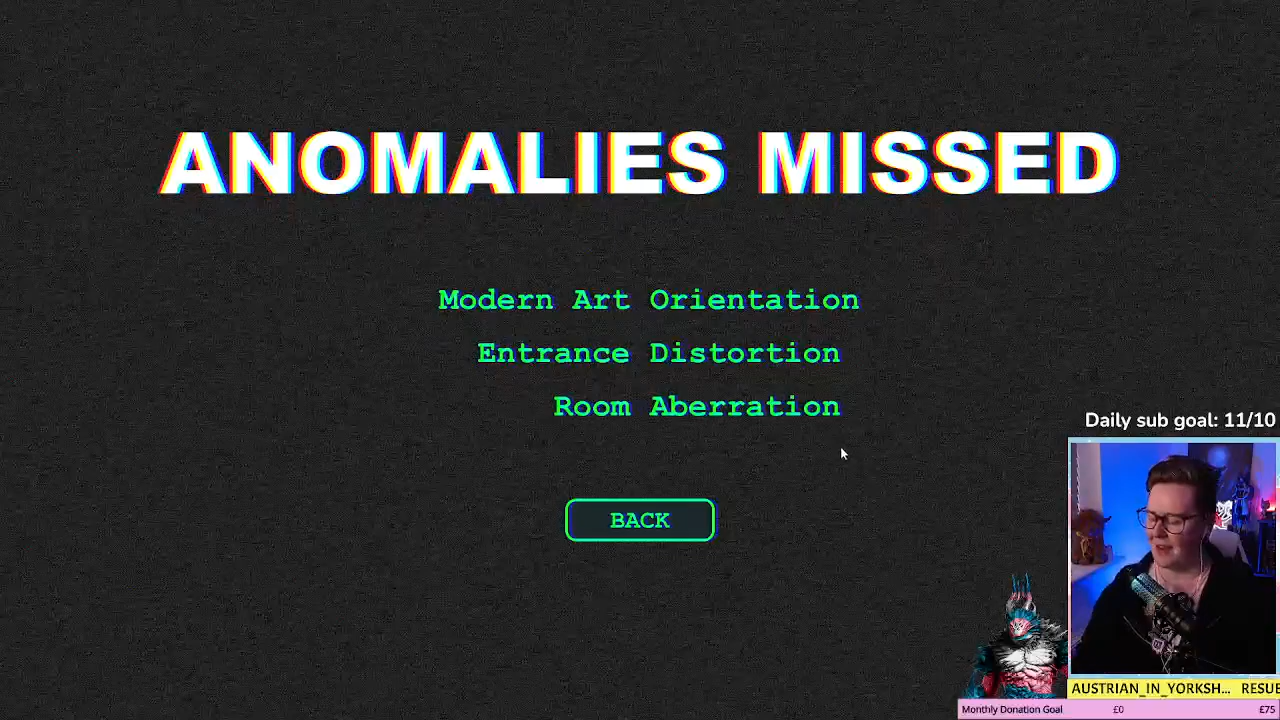 ANOMALIES MISSED
Modern Art Orientation
Entrance Distortion
Room Aberration
BACK
Daily sub goal: 11/10
AUSTRIAN_IN_YORKSH... RESUB
Monthly Donation Goal £0 £75